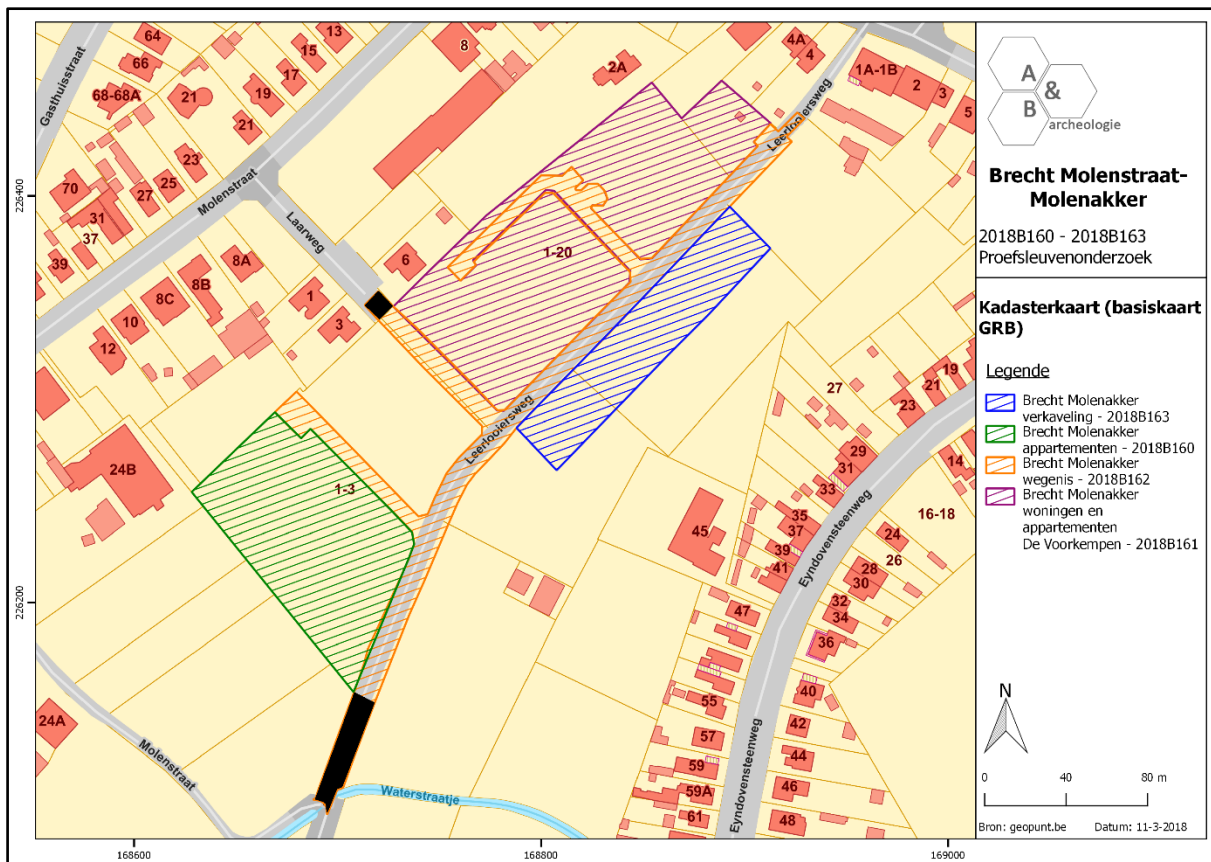 64
13
66
15
8
17
68-68A
21
19
2A
4A
4
1A-1B
2
3
5
Gasthuisstraat
21
Leerlooiersweg
23
70
27
25
Molenstraat
31
37
39
Laarweg
8A
6
1-20
8B
8C
1
10
3
12
27
19
21
23
Leerlooiersweg
24B
1-3
29
31
14
33
16-18
35
37
45
24
39
26
41
28
30
Eyndovensteenweg
32
47
34
36
40
55
24A
42
57
Molenstraat
44
59
46
59A
Waterstraatje
61
48
Eyndovensteenweg
226400
226200
168600
168800
169000
A
&
B
archeologie
Brecht Molenstraat-
Molenakker
2018B160 - 2018B163
Proefsleuvenonderzoek
Kadasterkaart (basiskaart
GRB)
Legende
Brecht Molenakker
verkaveling - 2018B163
Brecht Molenakker
appartementen - 2018B160
Brecht Molenakker
wegenis - 2018B162
Brecht Molenakker
woningen en
appartementen
De Voorkempen - 2018B161
N
0 40 80 m
Bron: geopunt.be Datum: 11-3-2018